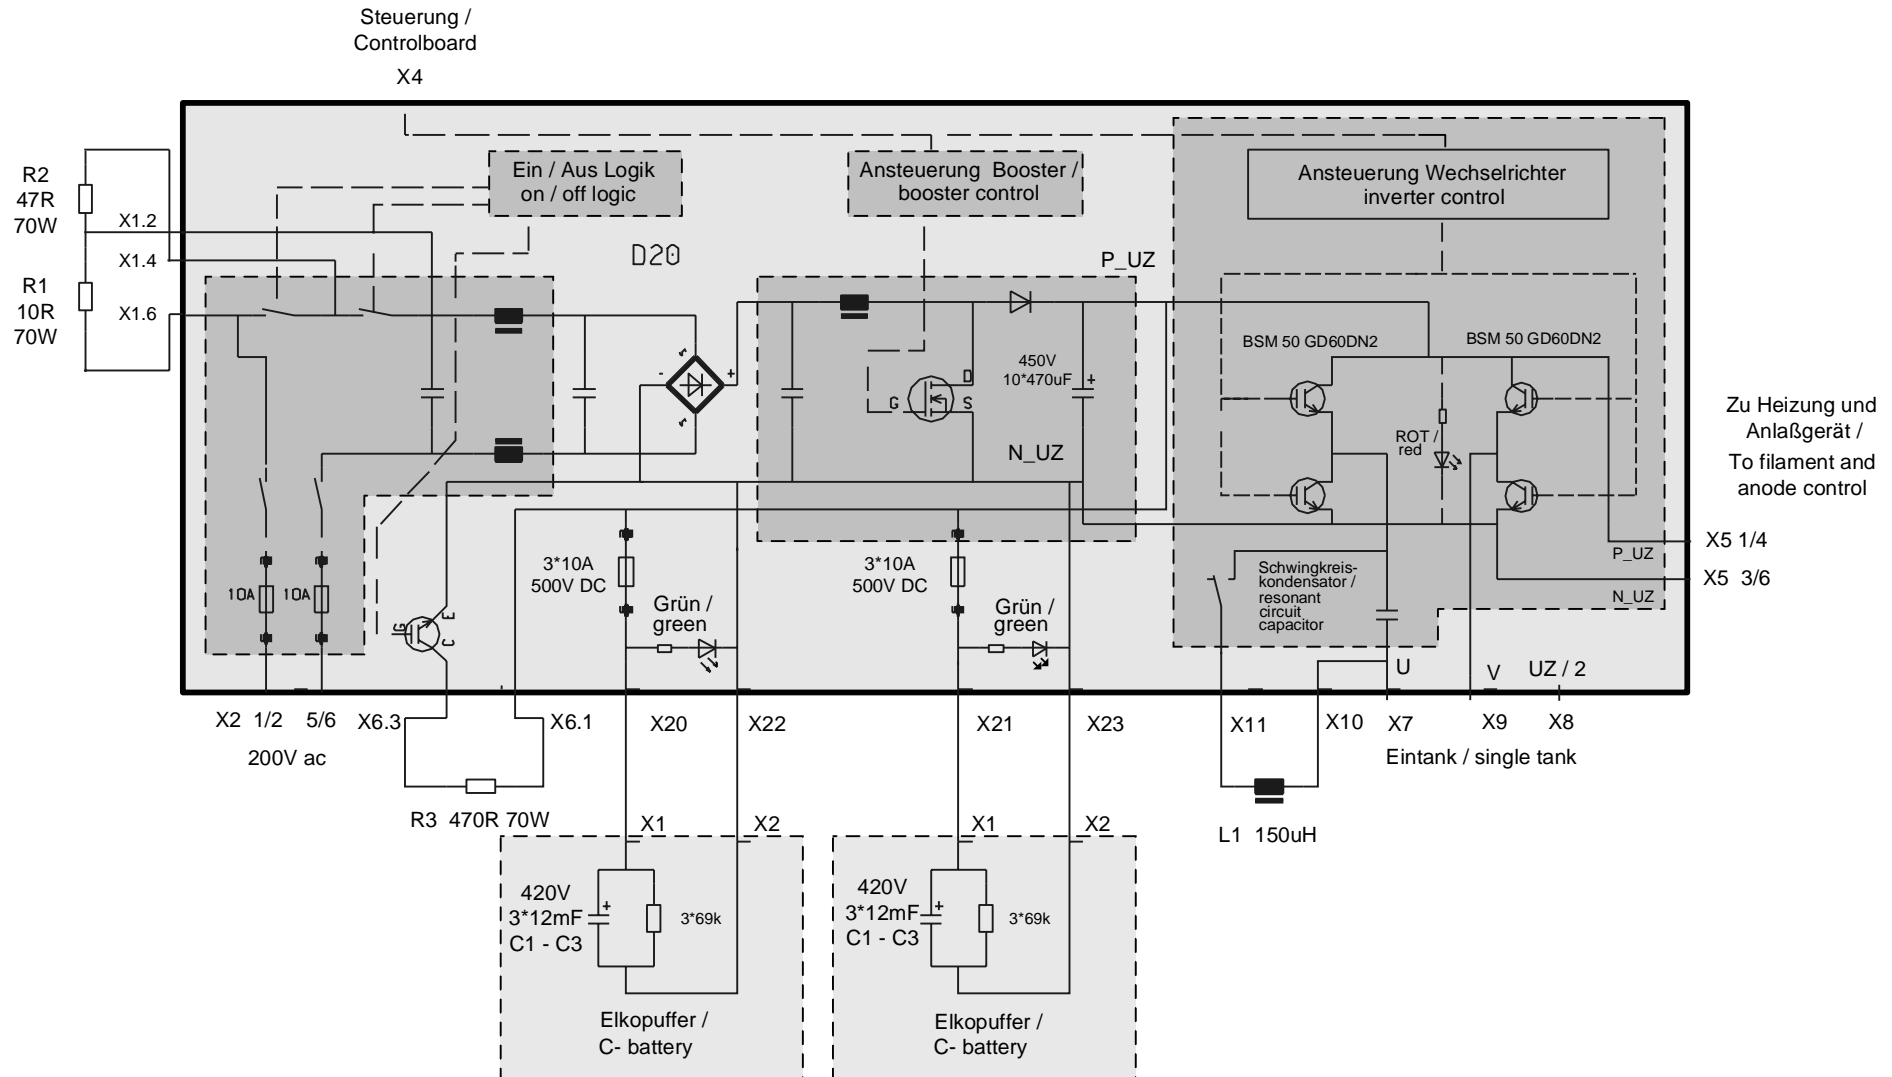 Steuerung /
Controlboard
X4
R2
47R
70W
X1.2
X1.4
R1
10R
70W
X1.6
Ein / Aus Logik
on / off logic
Ansteuerung Booster /
booster control
Ansteuerung Wechselrichter
inverter control
D20
P_UZ
-
+
450V
10*470uF
+
D
G
S
N_UZ
BSM 50 GD60DN2
BSM 50 GD60DN2
ROT /
red
Zu Heizung und
Anlaßgerät /
To filament and
anode control
X5 1/4
P_UZ
X5 3/6
N_UZ
10A
10A
G
E
C
3*10A
500V DC
Grün /
green
3*10A
500V DC
Grün /
green
Schwingkreis-
kondensator /
resonant
circuit
capacitor
U
V
UZ / 2
X2 1/2
5/6
X6.3
X6.1
X20
X22
X21
X23
X11
X10
X7
X9
X8
200V ac
Eintank / single tank
R3 470R 70W
L1 150uH
X1
X2
X1
X2
420V
3*12mF
C1 - C3
+
3*69k
420V
3*12mF
C1 - C3
+
3*69k
Elkopuffer /
C- battery
Elkopuffer /
C- battery